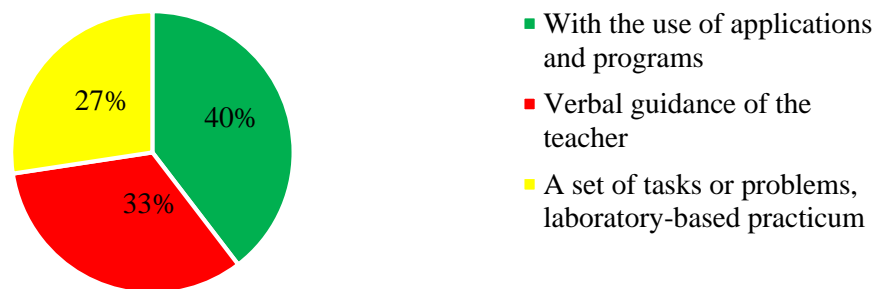 27%
40%
33%
With the use of applications
and programs
Verbal guidance of the
teacher
A set of tasks or problems,
laboratory-based practicum